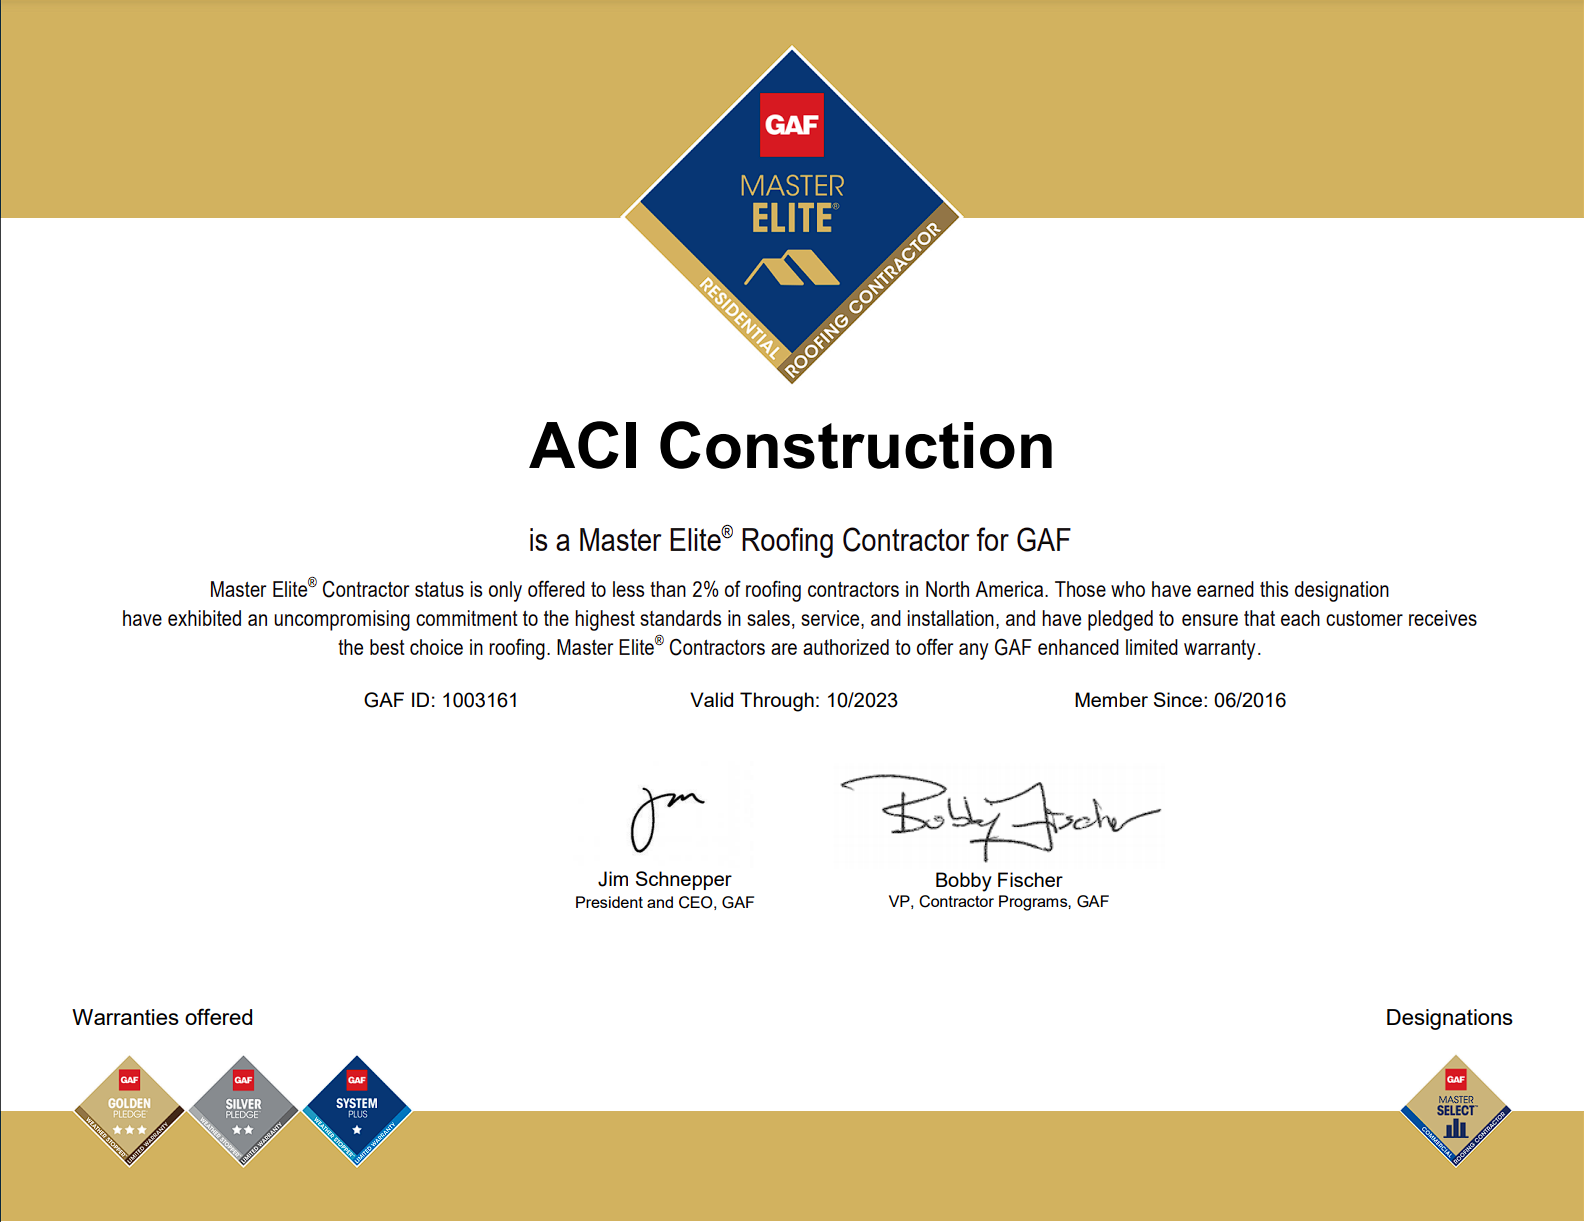 GAF
MASTER
ELITE®
RESIDENTIAL
ROOFING CONTRACTOR
ACI Construction
is a Master Elite® Roofing Contractor for GAF
Master Elite® Contractor status is only offered to less than 2% of roofing contractors in North America. Those who have earned this designation
have exhibited an uncompromising commitment to the highest standards in sales, service, and installation, and have pledged to ensure that each customer receives
the best choice in roofing. Master Elite® Contractors are authorized to offer any GAF enhanced limited warranty.
GAF ID: 1003161 Valid Through: 10/2023 Member Since: 06/2016
Jm
Bobby Fischer
Jim Schnepper
President and CEO, GAF
Bobby Fischer
VP, Contractor Programs, GAF
Warranties offered
GAF
GOLDEN
PLEDGE
WEATHER STOPPER®
LIMITED WARRANTY
GAF
SILVER
PLEDGE™
WEATHER STOPPER®
LIMITED WARRANTY
GAF
SYSTEM
PLUS
WEATHER STOPPER®
LIMITED WARRANTY
Designations
GAF
MASTER
SELECT™
COMMERCIAL
ROOFING CONTRACTOR